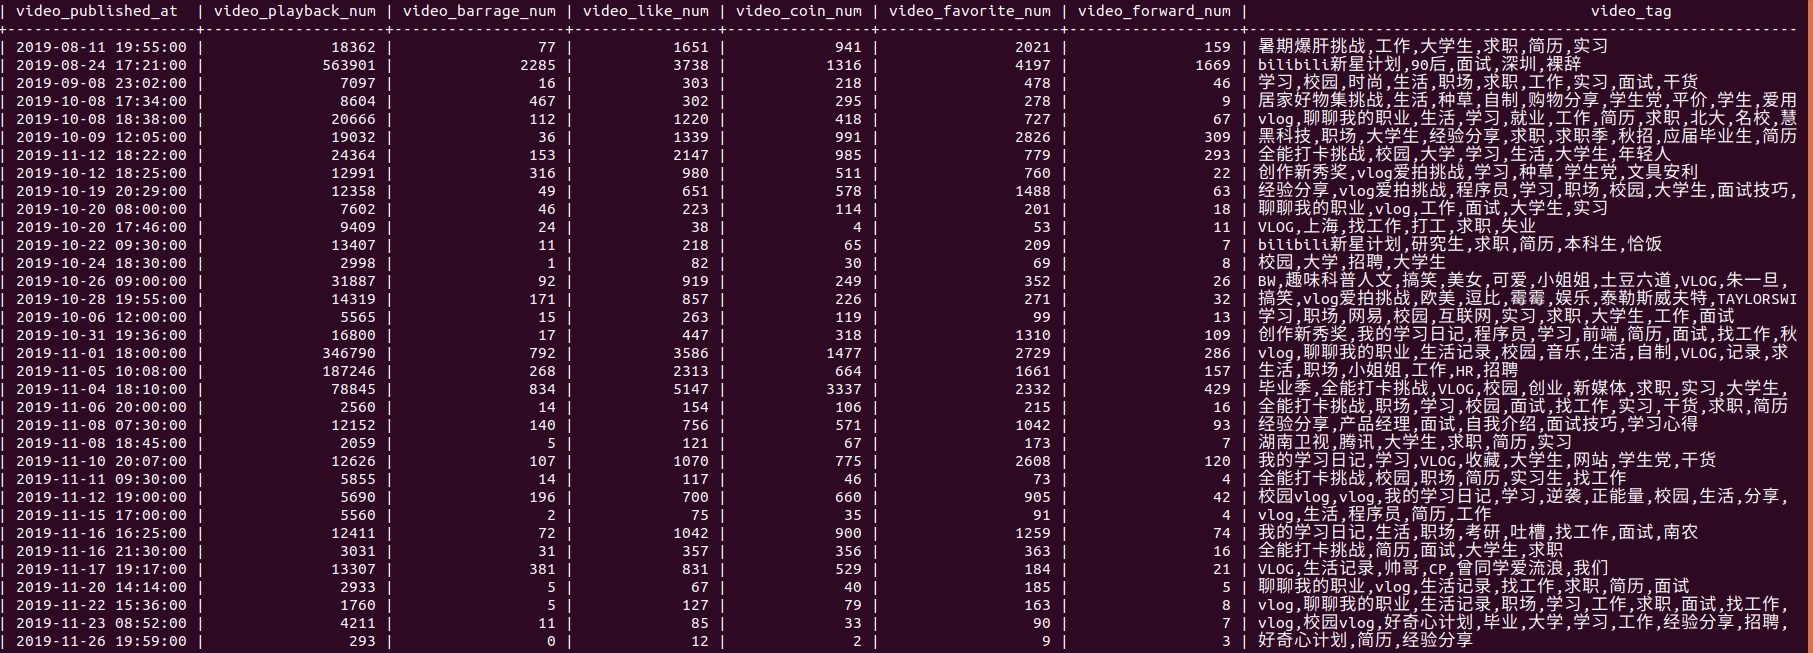 | video_published_at | video_playback_num | video_barrage_num | video_like_num | video_coin_num | video_favorite_num | video_forward_num | video_tag
| 2019-08-11 19:55:00 | 18362 | 77 | 1651 | 941 | 2021 | 159 | 暑期爆肝挑战,工作,大学生,求职,简历,实习
| 2019-08-24 17:21:00 | 563901 | 2285 | 3738 | 1316 | 4197 | 1669 | bilibili新星计划,90后,面试,深圳,裸辞
| 2019-09-08 23:02:00 | 7097 | 16 | 303 | 218 | 478 | 46 | 学习,校园,时尚,生活,职场,求职,工作,实习,面试,干货
| 2019-10-08 17:34:00 | 8604 | 467 | 302 | 295 | 278 | 9 | 居家好物集挑战,生活,种草,自制,购物分享,学生党,平价,学生,爱用
| 2019-10-08 18:38:00 | 20666 | 112 | 1220 | 418 | 727 | 67 | vlog,聊聊我的职业,生活,学习,就业,工作,简历,求职,北大,名校,慧
| 2019-10-09 12:05:00 | 19032 | 36 | 1339 | 991 | 2826 | 309 | 黑科技,职场,大学生,经验分享,求职,求职季,秋招,应届毕业生,简历
| 2019-11-12 18:22:00 | 24364 | 153 | 2147 | 985 | 779 | 293 | 全能打卡挑战,校园,大学,学习,生活,大学生,年轻人
| 2019-10-12 18:25:00 | 12991 | 316 | 980 | 511 | 760 | 22 | 创作新秀奖,vlog爱拍挑战,学习,种草,学生党,文具安利
| 2019-10-19 20:29:00 | 12358 | 49 | 651 | 578 | 1488 | 63 | 经验分享,vlog爱拍挑战,程序员,学习,职场,校园,大学生,面试技巧,
| 2019-10-20 08:00:00 | 7602 | 46 | 223 | 114 | 201 | 18 | 聊聊我的职业,vlog,工作,面试,大学生,实习
| 2019-10-20 17:46:00 | 9409 | 24 | 38 | 4 | 53 | 11 | VLOG,上海,找工作,打工,求职,失业
| 2019-10-22 09:30:00 | 13407 | 11 | 218 | 65 | 209 | 7 | bilibili新星计划,研究生,求职,简历,本科生,恰饭
| 2019-10-24 18:30:00 | 2998 | 1 | 82 | 30 | 69 | 8 | 校园,大学,招聘,大学生
| 2019-10-26 09:00:00 | 31887 | 92 | 919 | 249 | 352 | 26 | BW,趣味科普人文,搞笑,美女,可爱,小姐姐,土豆六道,VLOG,朱一旦,
| 2019-10-28 19:55:00 | 14319 | 171 | 857 | 226 | 271 | 32 | 搞笑,vlog爱拍挑战,欧美,逗比,霉霉,娱乐,泰勒斯威夫特,TAYLORSWI
| 2019-10-06 12:00:00 | 5565 | 15 | 263 | 119 | 99 | 13 | 学习,职场,网易,校园,互联网,实习,求职,大学生,工作,面试
| 2019-10-31 19:36:00 | 16800 | 17 | 447 | 318 | 1310 | 109 | 创作新秀奖,我的学习日记,程序员,学习,前端,简历,面试,找工作,秋
| 2019-11-01 18:00:00 | 346790 | 792 | 3586 | 1477 | 2729 | 286 | vlog,聊聊我的职业,生活记录,校园,音乐,生活,自制,VLOG,记录,求
| 2019-11-05 10:08:00 | 187246 | 268 | 2313 | 664 | 1661 | 157 | 生活,职场,小姐姐,工作,HR,招聘
| 2019-11-04 18:10:00 | 78845 | 834 | 5147 | 3337 | 2332 | 429 | 毕业季,全能打卡挑战,VLOG,校园,创业,新媒体,求职,实习,大学生,
| 2019-11-06 20:00:00 | 2560 | 14 | 154 | 106 | 215 | 16 | 全能打卡挑战,职场,学习,校园,面试,找工作,实习,干货,求职,简历
| 2019-11-08 07:30:00 | 12152 | 140 | 756 | 571 | 1042 | 93 | 经验分享,产品经理,面试,自我介绍,面试技巧,学习心得
| 2019-11-08 18:45:00 | 2059 | 5 | 121 | 67 | 173 | 7 | 湖南卫视,腾讯,大学生,求职,简历,实习
| 2019-11-10 20:07:00 | 12626 | 107 | 1070 | 775 | 2608 | 120 | 我的学习日记,学习,VLOG,收藏,大学生,网站,学生党,干货
| 2019-11-11 09:30:00 | 5855 | 14 | 117 | 46 | 73 | 4 | 全能打卡挑战,校园,职场,简历,实习生,找工作
| 2019-11-12 19:00:00 | 5690 | 196 | 700 | 660 | 905 | 42 | 校园vlog,vlog,我的学习日记,学习,逆袭,正能量,校园,生活,分享,
| 2019-11-15 17:00:00 | 5560 | 2 | 75 | 35 | 91 | 4 | vlog,生活,程序员,简历,工作
| 2019-11-16 16:25:00 | 12411 | 72 | 1042 | 900 | 1259 | 74 | 我的学习日记,生活,职场,考研,吐槽,找工作,面试,南农
| 2019-11-16 21:30:00 | 3031 | 31 | 357 | 356 | 363 | 16 | 全能打卡挑战,简历,面试,大学生,求职
| 2019-11-17 19:17:00 | 13307 | 381 | 831 | 529 | 184 | 21 | VLOG,生活记录,帅哥,CP,曾同学爱流浪,我们
| 2019-11-20 14:14:00 | 2933 | 5 | 67 | 40 | 185 | 5 | 聊聊我的职业,vlog,生活记录,找工作,求职,简历,面试
| 2019-11-22 15:36:00 | 1760 | 5 | 127 | 79 | 163 | 8 | vlog,聊聊我的职业,生活记录,职场,学习,工作,求职,面试,找工作,
| 2019-11-23 08:52:00 | 4211 | 11 | 85 | 33 | 90 | 7 | vlog,校园vlog,好奇心计划,毕业,大学,学习,工作,经验分享,招聘,
| 2019-11-26 19:59:00 | 293 | 0 | 12 | 2 | 9 | 3 | 好奇心计划,简历,经验分享